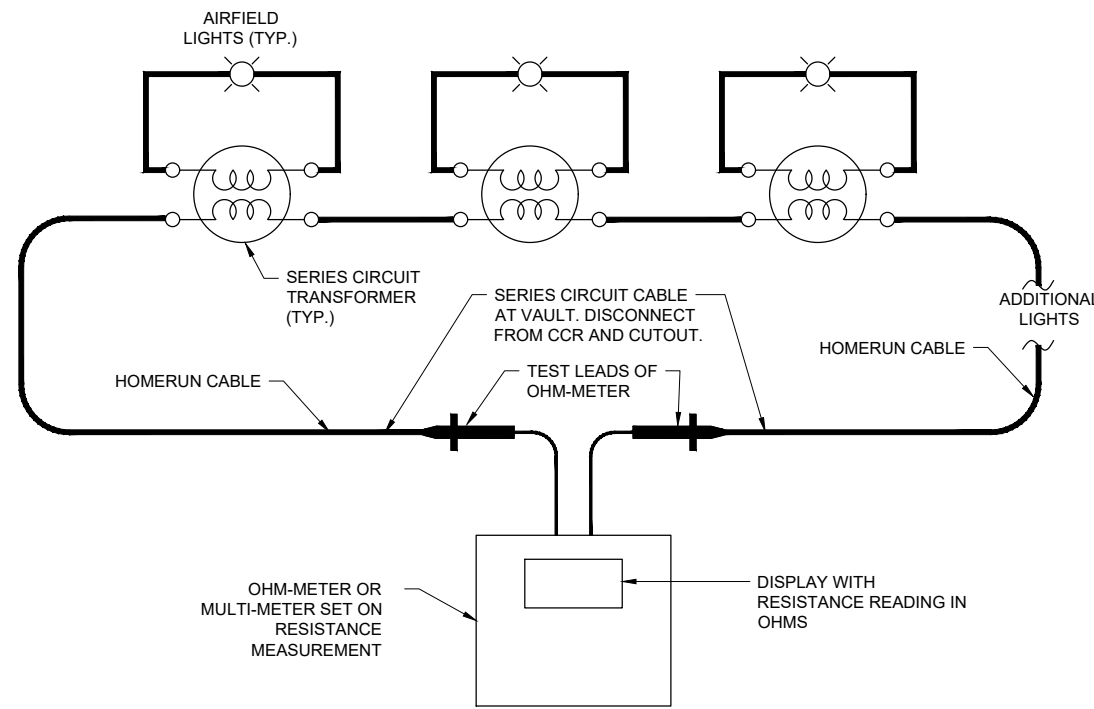 AIRFIELD
LIGHTS (TYP.)
SERIES CIRCUIT
TRANSFORMER
(TYP.)
SERIES CIRCUIT CABLE
AT VAULT. DISCONNECT
FROM CCR AND CUTOUT.
ADDITIONAL
LIGHTS
HOMERUN CABLE
HOMERUN CABLE
TEST LEADS OF
OHM-METER
OHM-METER OR
MULTI-METER SET ON
RESISTANCE
MEASUREMENT
DISPLAY WITH
RESISTANCE READING IN
OHMS